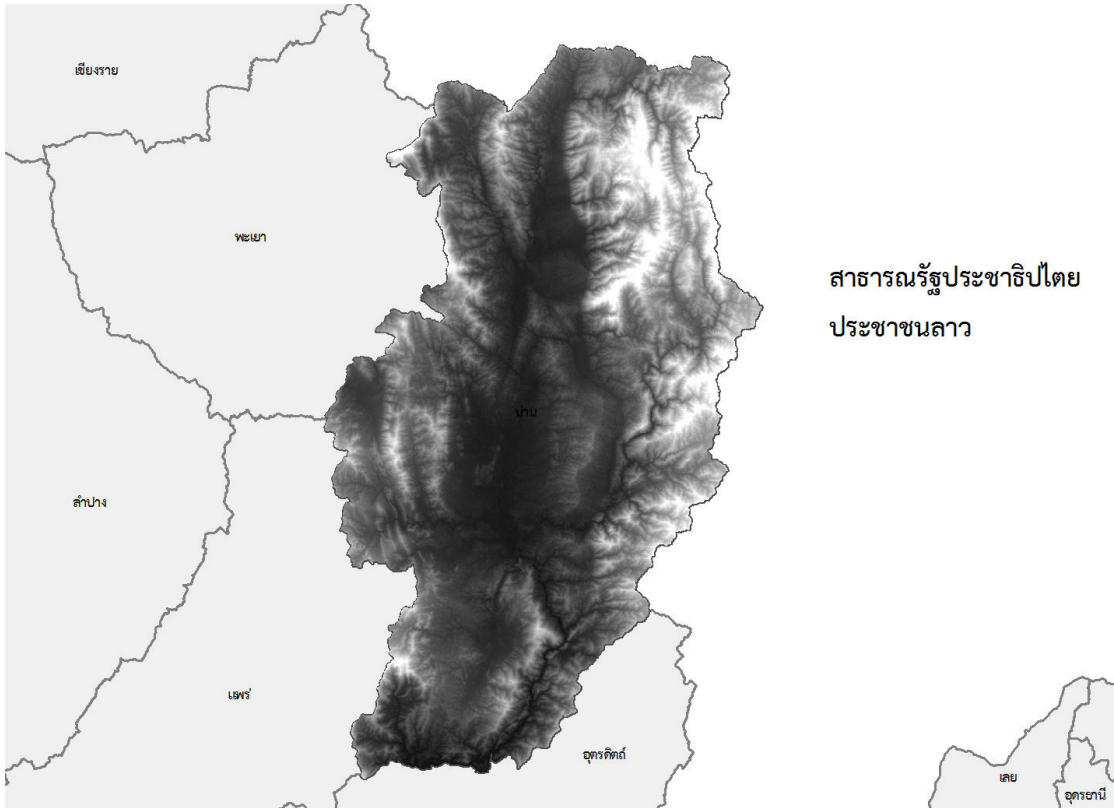 เชียงราย
พะเยา
สาธารณรัฐประชาธิปไตย
ประชาชนลาว
น่าน
ลำปาง
แพร่
อุตรดิตถ์
เลย
อุดรธานี